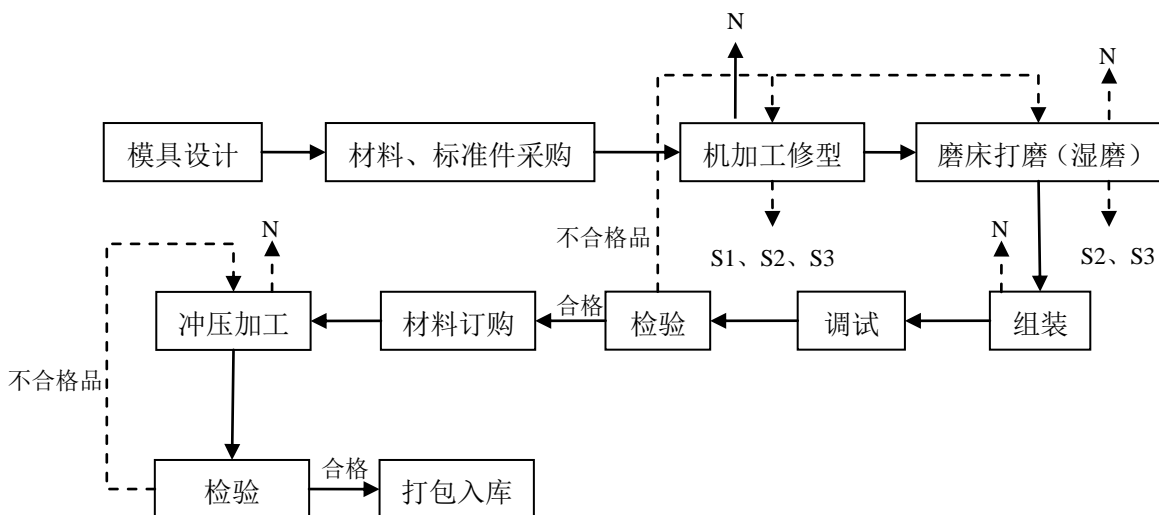 N
N
模具设计
材料、标准件采购
机加工修型
磨床打磨（湿磨）
不合格品
S1、S2、S3
S2、S3
N
N
冲压加工
材料订购
合格
检验
调试
组装
不合格品
检验
合格
打包入库